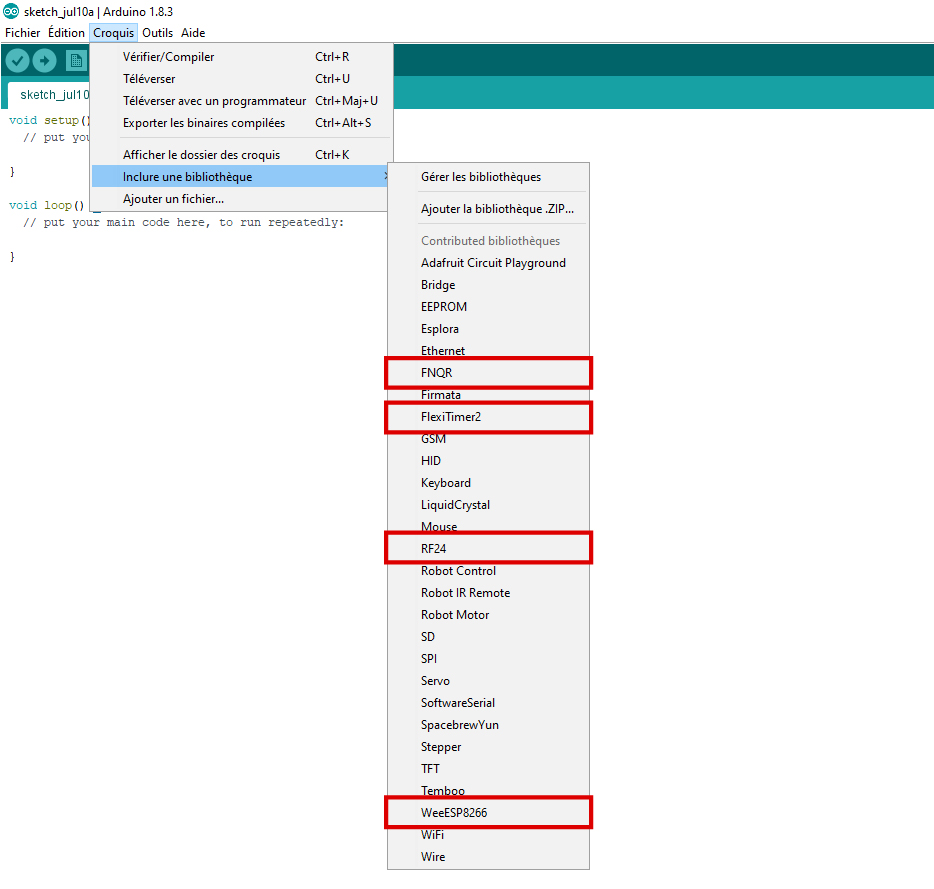 sketch_jul10a | Arduino 1.8.3
Fichier Édition Croquis Outils Aide
Vérifier/Compiler Ctrl+R
Téléverser Ctrl+U
Téléverser avec un programmateur Ctrl+Maj+U
Exporter les binaires compilées Ctrl+Alt+S
Afficher le dossier des croquis Ctrl+K
Inclure une bibliothèque
Ajouter un fichier...
sketch_jul10
void setup()
// put you
}
void loop()
// put your main code here, to run repeatedly:
}
Gérer les bibliothèques
Ajouter la bibliothèque .ZIP...
Contributed bibliothèques
Adafruit Circuit Playground
Bridge
EEPROM
Esplora
Ethernet
FNQR
Firmata
FlexiTimer2
GSM
HID
Keyboard
LiquidCrystal
Mouse
RF24
Robot Control
Robot IR Remote
Robot Motor
SD
SPI
Servo
SoftwareSerial
SpacebrewYun
Stepper
TFT
Temboo
WeeESP8266
WiFi
Wire